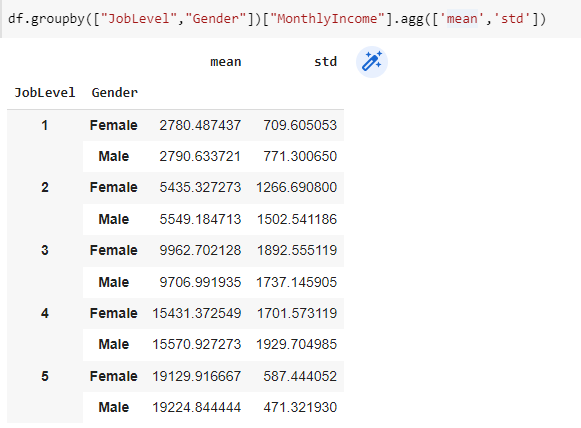 df.groupby(["JobLevel","Gender"])["MonthlyIncome"].agg(['mean','std'])
mean std
JobLevel Gender
1 Female 2780.487437 709.605053
Male 2790.633721 771.300650
2 Female 5435.327273 1266.690800
Male 5549.184713 1502.541186
3 Female 9962.702128 1892.555119
Male 9706.991935 1737.145905
4 Female 15431.372549 1701.573119
Male 15570.927273 1929.704985
5 Female 19129.916667 587.444052
Male 19224.844444 471.321930